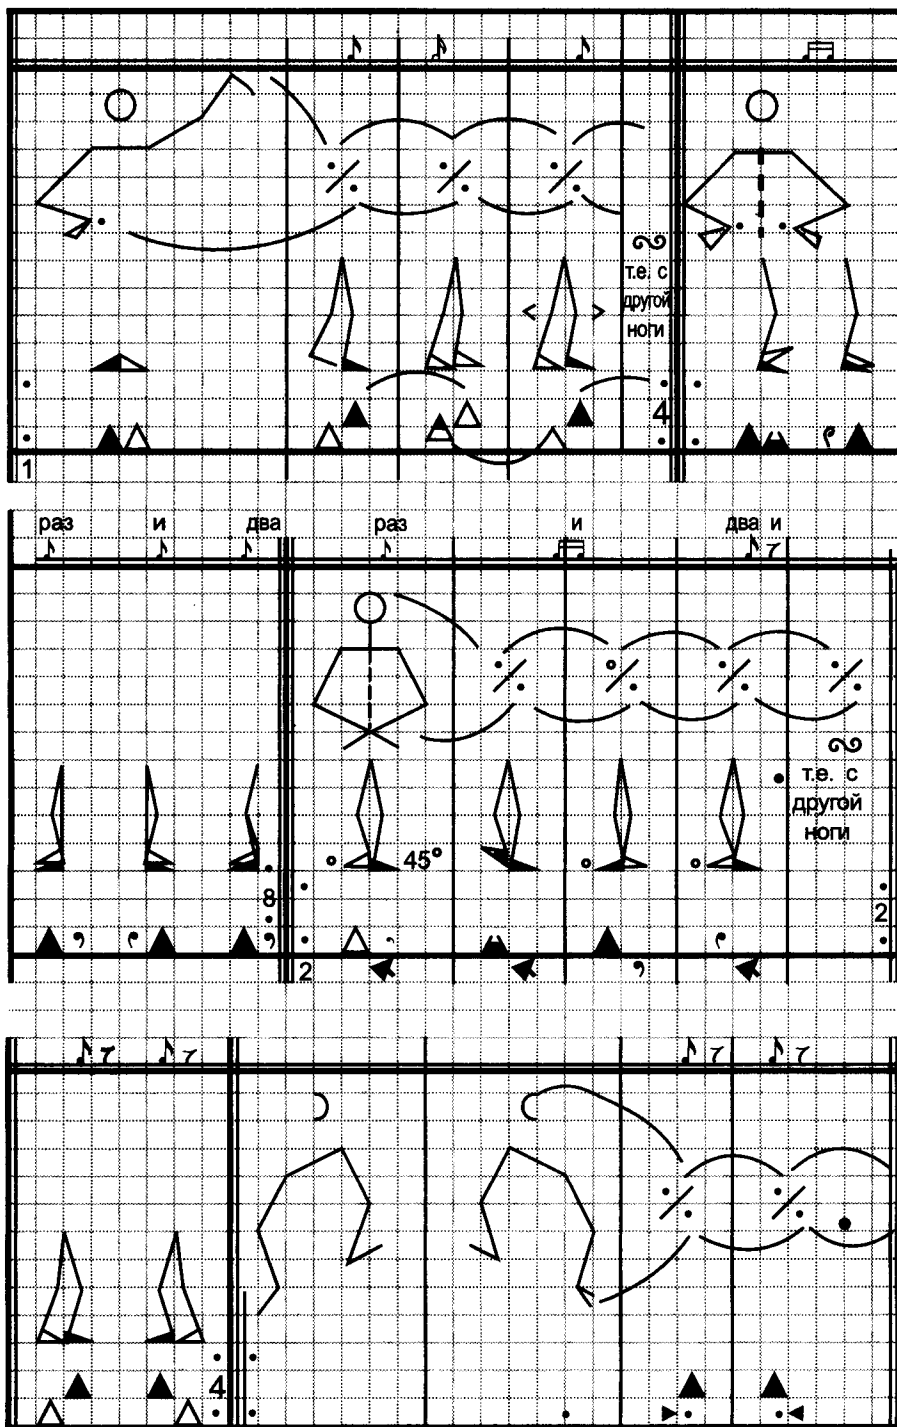 т.е. с
другой
ноги
4
1
раз и два раз и два и
45°
т.е. с
другой
ноги
8
2
2
4